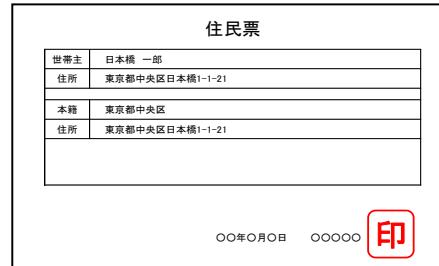 住民票
世帯主 日本橋 一郎
住所 東京都中央区日本橋1-1-21
本籍 東京都中央区
住所 東京都中央区日本橋1-1-21
〇〇年〇月〇日 〇〇〇〇〇 印